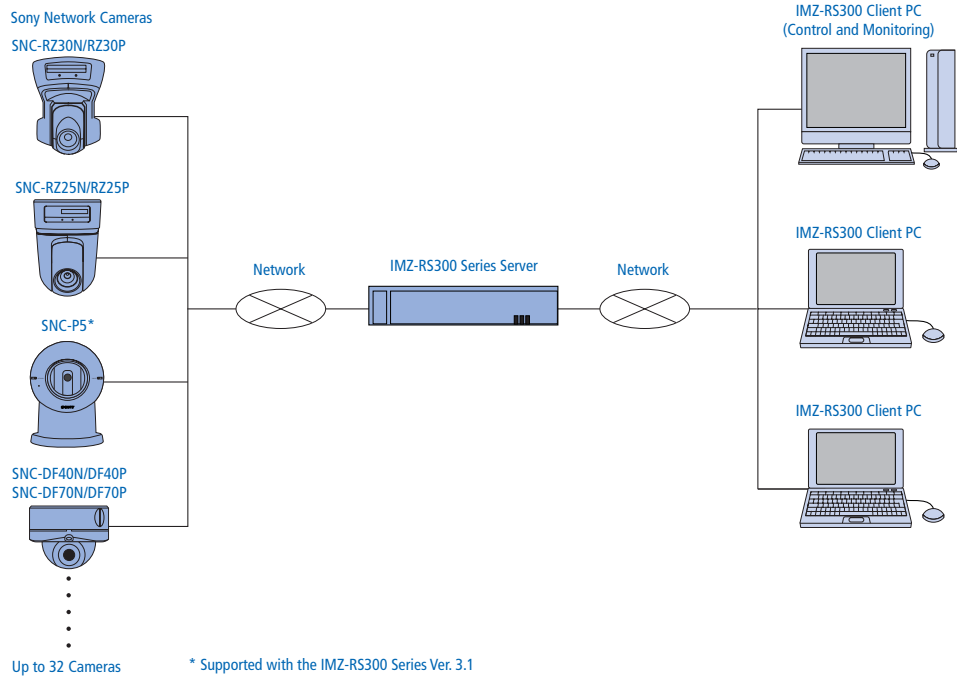 Sony Network Cameras
SNC-RZ30N/RZ30P
SNC-RZ25N/RZ25P
SNC-P5*
SNC-DF40N/DF40P
SNC-DF70N/DF70P
Up to 32 Cameras
Network
IMZ-RS300 Series Server
Network
IMZ-RS300 Client PC
(Control and Monitoring)
IMZ-RS300 Client PC
IMZ-RS300 Client PC
* Supported with the IMZ-RS300 Series Ver. 3.1